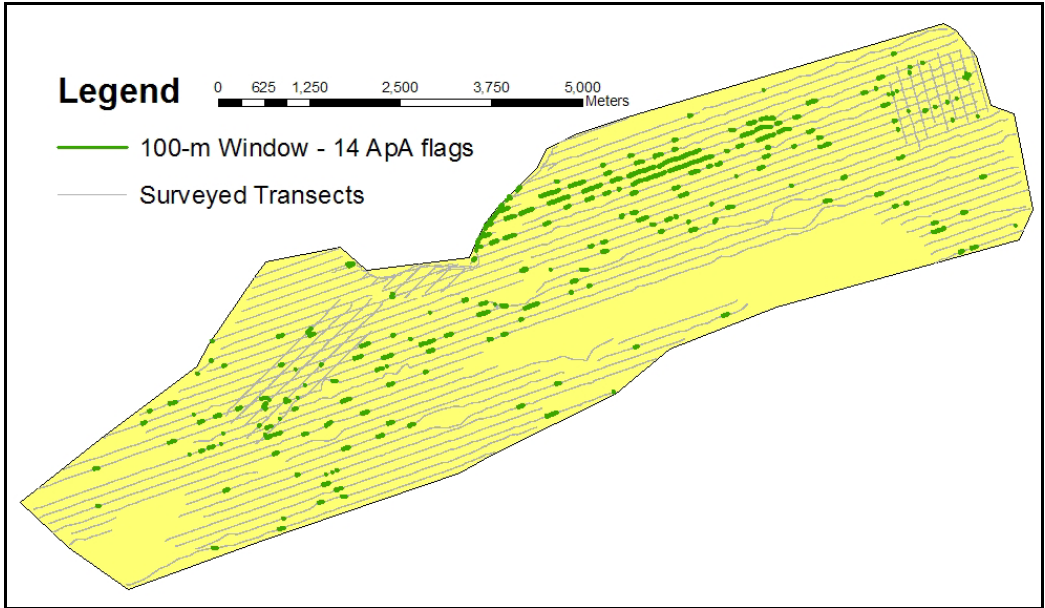 Legend
0 625 1,250 2,500 3,750 5,000
Meters
100-m Window - 14 ApA flags
Surveyed Transects